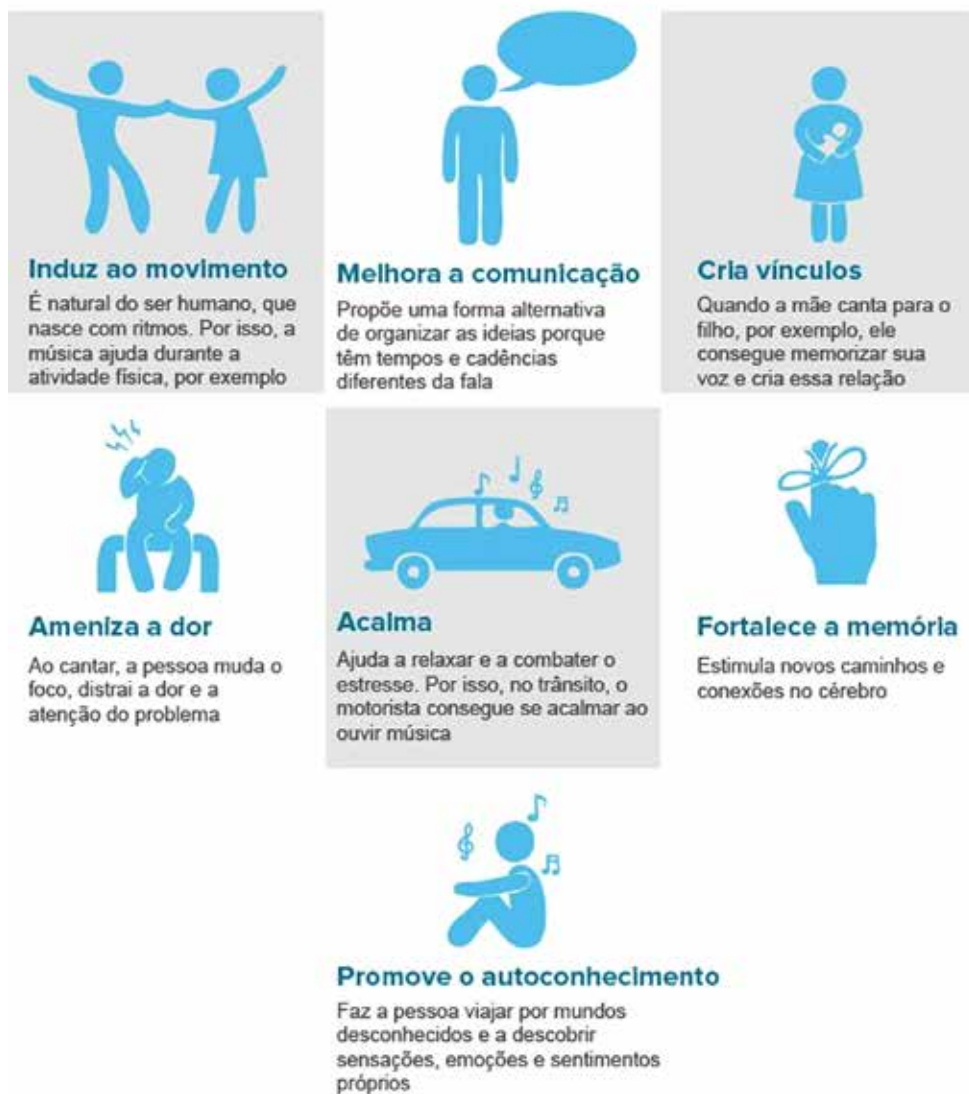 Induz ao movimento
É natural do ser humano, que
nasce com ritmos. Por isso, a
música ajuda durante a
atividade física, por exemplo
Melhora a comunicação
Propõe uma forma alternativa
de organizar as ideias porque
têm tempos e cadências
diferentes da fala
Cria vínculos
Quando a mãe canta para o
filho, por exemplo, ele
consegue memorizar sua
voz e cria essa relação
Ameniza a dor
Ao cantar, a pessoa muda o
foco, distrai a dor e a
atenção do problema
Acalma
Ajuda a relaxar e a combater o
estresse. Por isso, no trânsito, o
motorista consegue se acalmar ao
ouvir música
Fortalece a memória
Estimula novos caminhos e
conexões no cérebro
Promove o autoconhecimento
Faz a pessoa viajar por mundos
desconhecidos e a descobrir
sensações, emoções e sentimentos
próprios